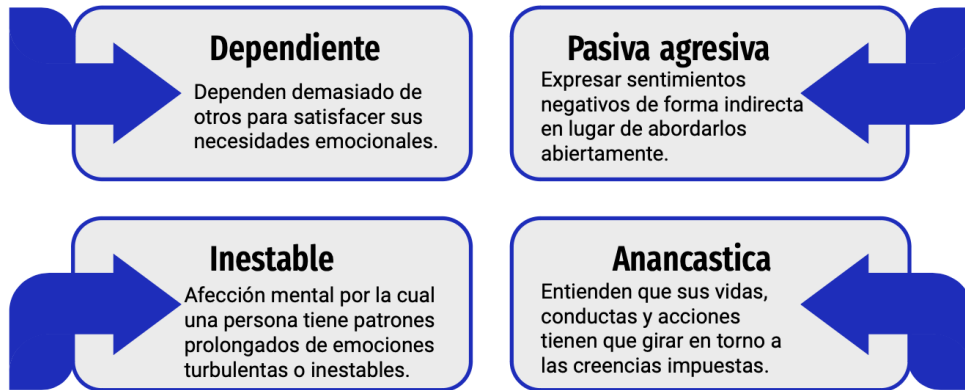 Dependiente
Dependen demasiado de
otros para satisfacer sus
necesidades emocionales.
Pasiva agresiva
Expresar sentimientos
negativos de forma indirecta
en lugar de abordarlos
abiertamente.
Inestable
Afección mental por la cual
una persona tiene patrones
prolongados de emociones
turbulentas o inestables.
Anancastica
Entienden que sus vidas,
conductas y acciones
tienen que girar en torno a
las creencias impuestas.